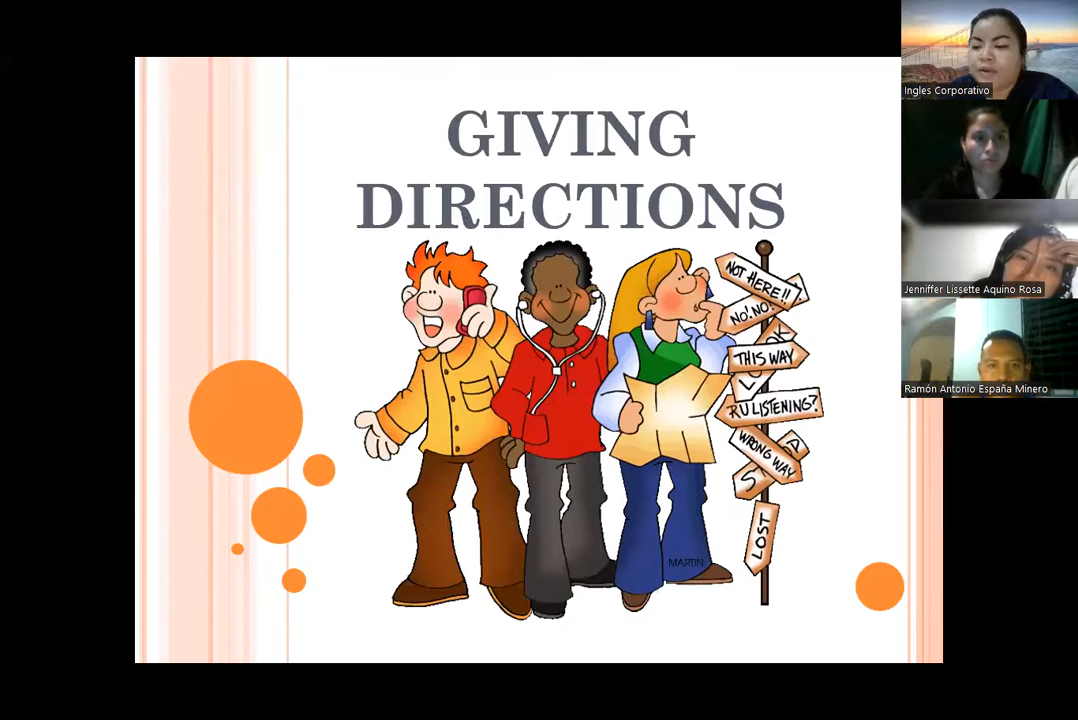 GIVING
DIRECTIONS
NOT HERE!!
NO! NO!
THIS WAY
R U LISTENING?
WRONG WAY
LOST
MARTIN
Ingles Corporativo
Jenniffer Lissette Aquino Rosa
Ramón Antonio España Minero